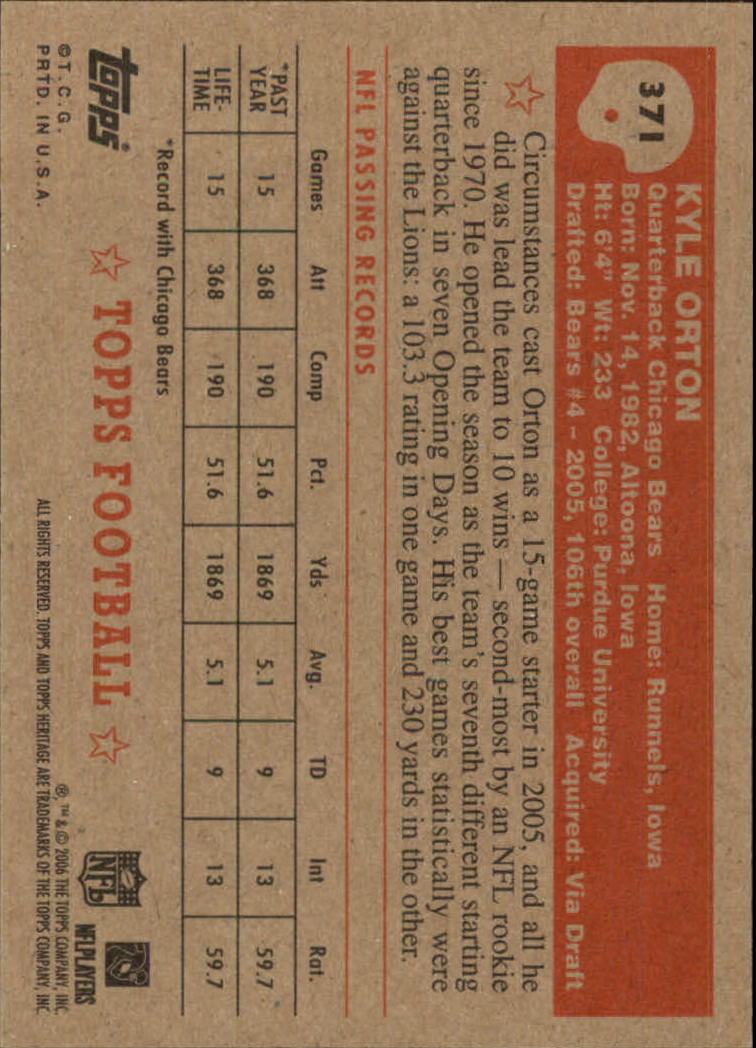 371
KYLE ORTON
Quarterback Chicago Bears Home: Runnels, Iowa
Born: Nov. 14, 1982, Altoona, Iowa
Ht: 6'4" Wt: 233 College: Purdue University
Drafted: Bears #4 – 2005, 106th overall Acquired: Via Draft
Circumstances cast Orton as a 15-game starter in 2005, and all he
did was lead the team to 10 wins — second-most by an NFL rookie
since 1970. He opened the season as the team's seventh different starting
quarterback in seven Opening Days. His best games statistically were
against the Lions: a 103.3 rating in one game and 230 yards in the other.
NFL PASSING RECORDS
Games Att Comp Pct. Yds Avg. TD Int Rat.
*PAST YEAR 15 368 190 51.6 1869 5.1 9 13 59.7
LIFE-TIME 15 368 190 51.6 1869 5.1 9 13 59.7
*Record with Chicago Bears
topps®
TOPPS FOOTBALL
NFL
NFLPLAYERS
©T.C.G.
PRTD. IN U.S.A.
®, ™ & © 2006 THE TOPPS COMPANY, INC.
ALL RIGHTS RESERVED. TOPPS AND TOPPS HERITAGE ARE TRADEMARKS OF THE TOPPS COMPANY, INC.